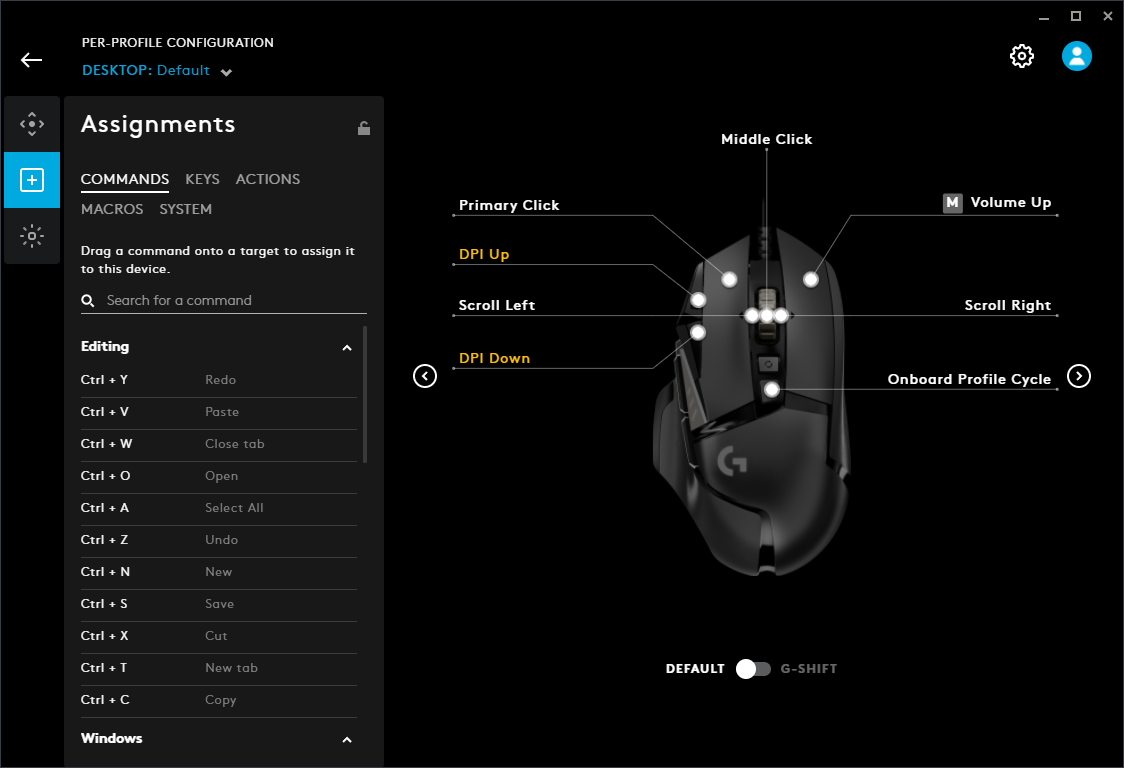 PER-PROFILE CONFIGURATION
DESKTOP: Default
Assignments
COMMANDS KEYS ACTIONS
MACROS SYSTEM
Drag a command onto a target to assign it
to this device.
Search for a command
Editing
Ctrl + Y Redo
Ctrl + V Paste
Ctrl + W Close tab
Ctrl + O Open
Ctrl + A Select All
Ctrl + Z Undo
Ctrl + N New
Ctrl + S Save
Ctrl + X Cut
Ctrl + T New tab
Ctrl + C Copy
Windows
Middle Click
Primary Click
M Volume Up
DPI Up
Scroll Left
Scroll Right
DPI Down
Onboard Profile Cycle
G
DEFAULT G-SHIFT